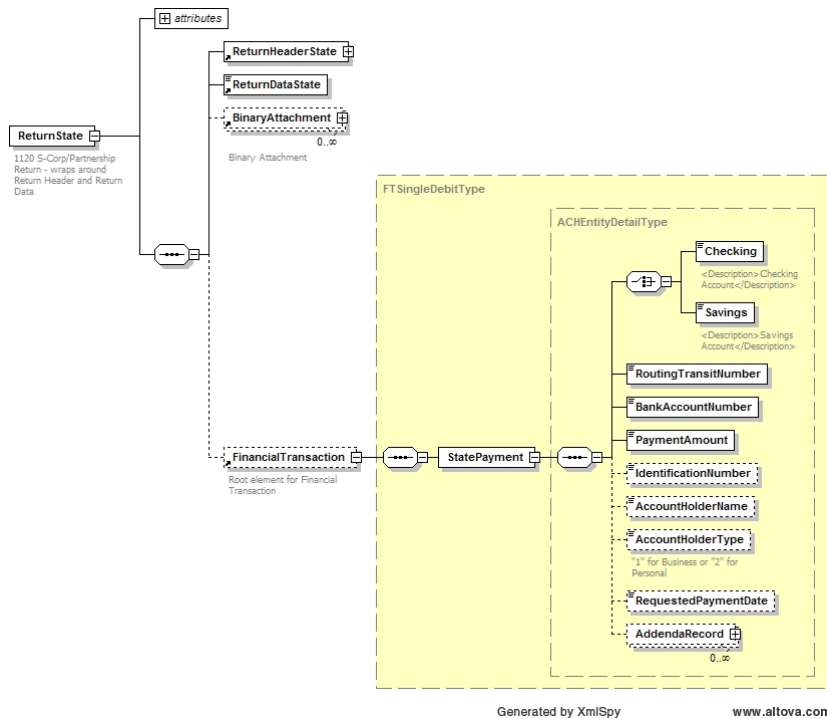 attributes
ReturnHeaderState
ReturnDataState
BinaryAttachment
0..∞
Binary Attachment
ReturnState
1120 S-Corp/Partnership
Return - wraps around
Return Header and Return
Data
FTSingleDebitType
ACHEntityDetailType
Checking
<Description>Checking
Account</Description>
Savings
<Description>Savings
Account</Description>
RoutingTransitNumber
BankAccountNumber
PaymentAmount
FinancialTransaction
Root element for Financial
Transaction
StatePayment
IdentificationNumber
AccountHolderName
AccountHolderType
"1" for Business or "2" for
Personal
RequestedPaymentDate
AddendaRecord
0..∞
Generated by XmlSpy
www.altova.con